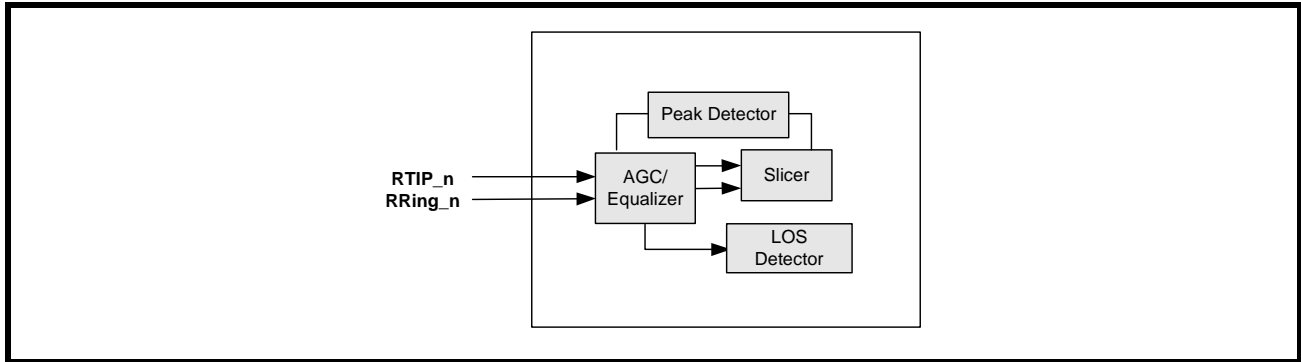 Peak Detector
RTIP_n
RRing_n
AGC/
Equalizer
Slicer
LOS
Detector